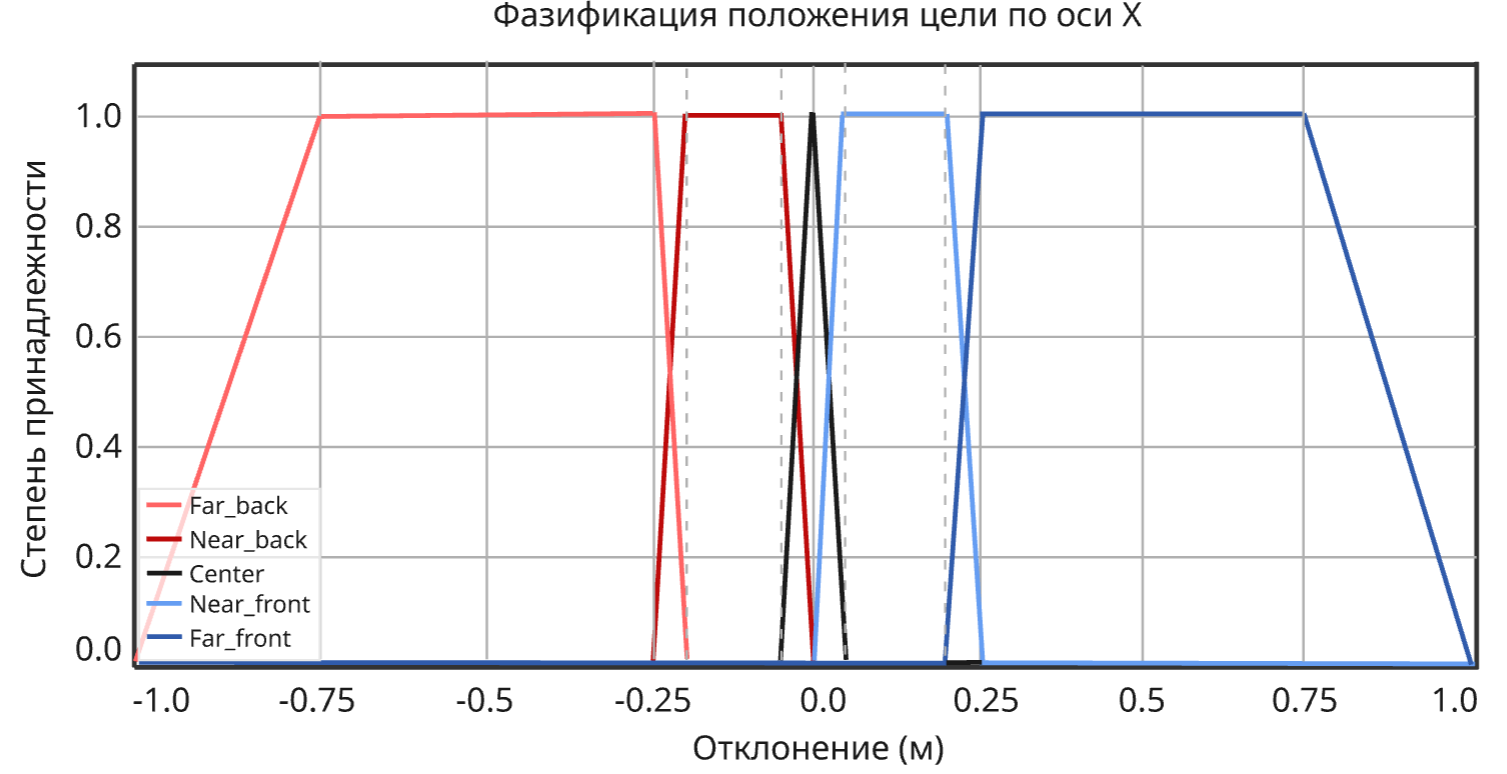 Фазификация положения цели по оси X
Степень принадлежности
1.0
0.8
0.6
0.4
0.2
0.0
Far_back
Near_back
Center
Near_front
Far_front
-1.0 -0.75 -0.5 -0.25 0.0 0.25 0.5 0.75 1.0
Отклонение (м)